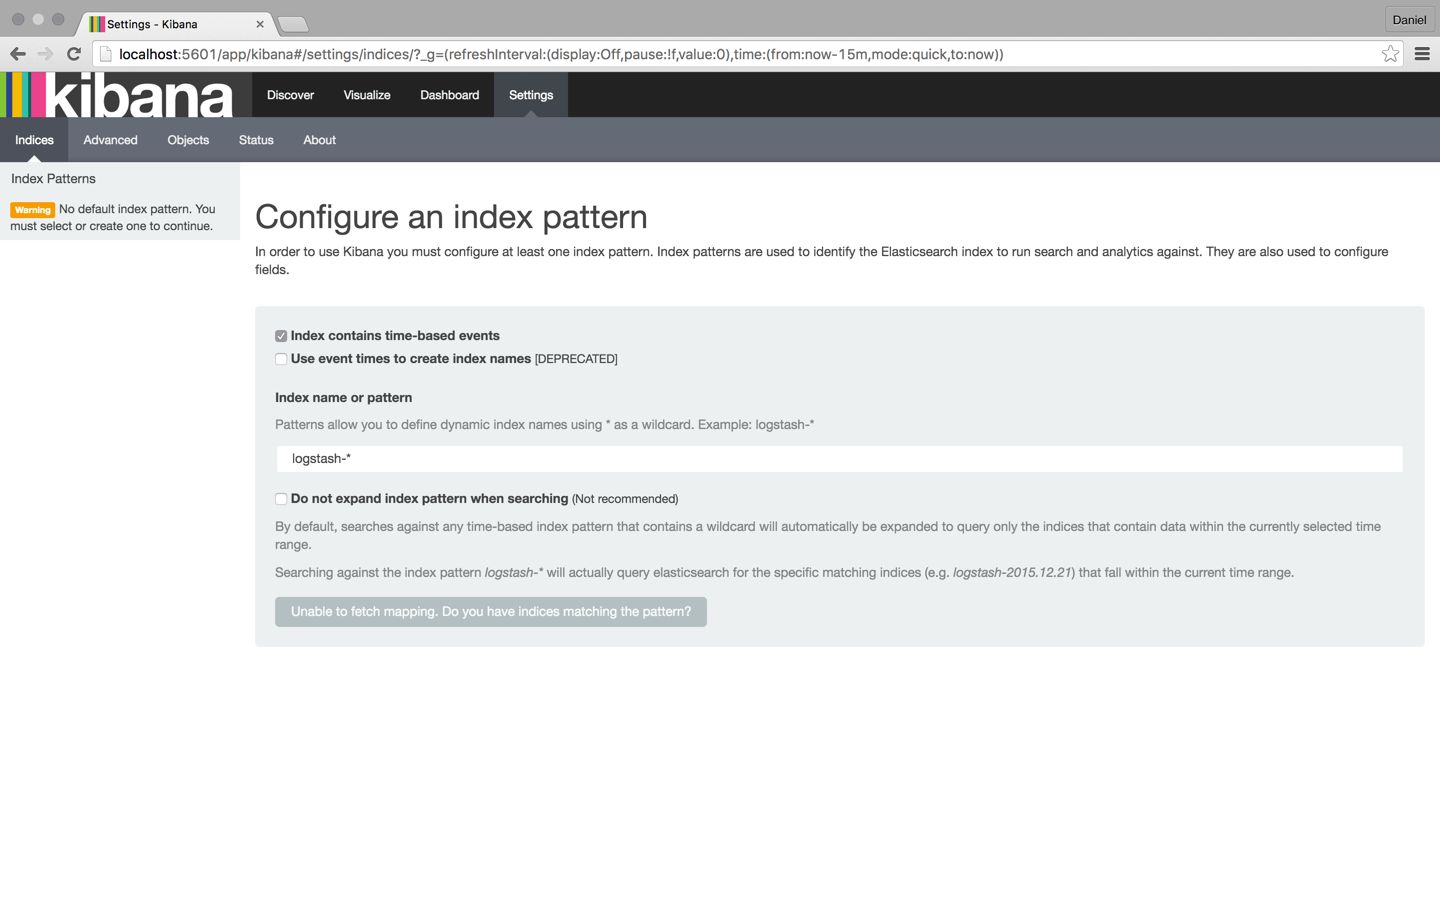 Settings - Kibana
Daniel
localhost:5601/app/kibana#/settings/indices/?_g=(refreshInterval:(display:Off,pause:!f,value:0),time:(from:now-15m,mode:quick,to:now))
kibana
Discover
Visualize
Dashboard
Settings
Indices
Advanced
Objects
Status
About
Index Patterns
Warning No default index pattern. You
must select or create one to continue.
Configure an index pattern
In order to use Kibana you must configure at least one index pattern. Index patterns are used to identify the Elasticsearch index to run search and analytics against. They are also used to configure
fields.
Index contains time-based events
Use event times to create index names [DEPRECATED]
Index name or pattern
Patterns allow you to define dynamic index names using * as a wildcard. Example: logstash-*
logstash-*
Do not expand index pattern when searching (Not recommended)
By default, searches against any time-based index pattern that contains a wildcard will automatically be expanded to query only the indices that contain data within the currently selected time
range.
Searching against the index pattern logstash-* will actually query elasticsearch for the specific matching indices (e.g. logstash-2015.12.21) that fall within the current time range.
Unable to fetch mapping. Do you have indices matching the pattern?